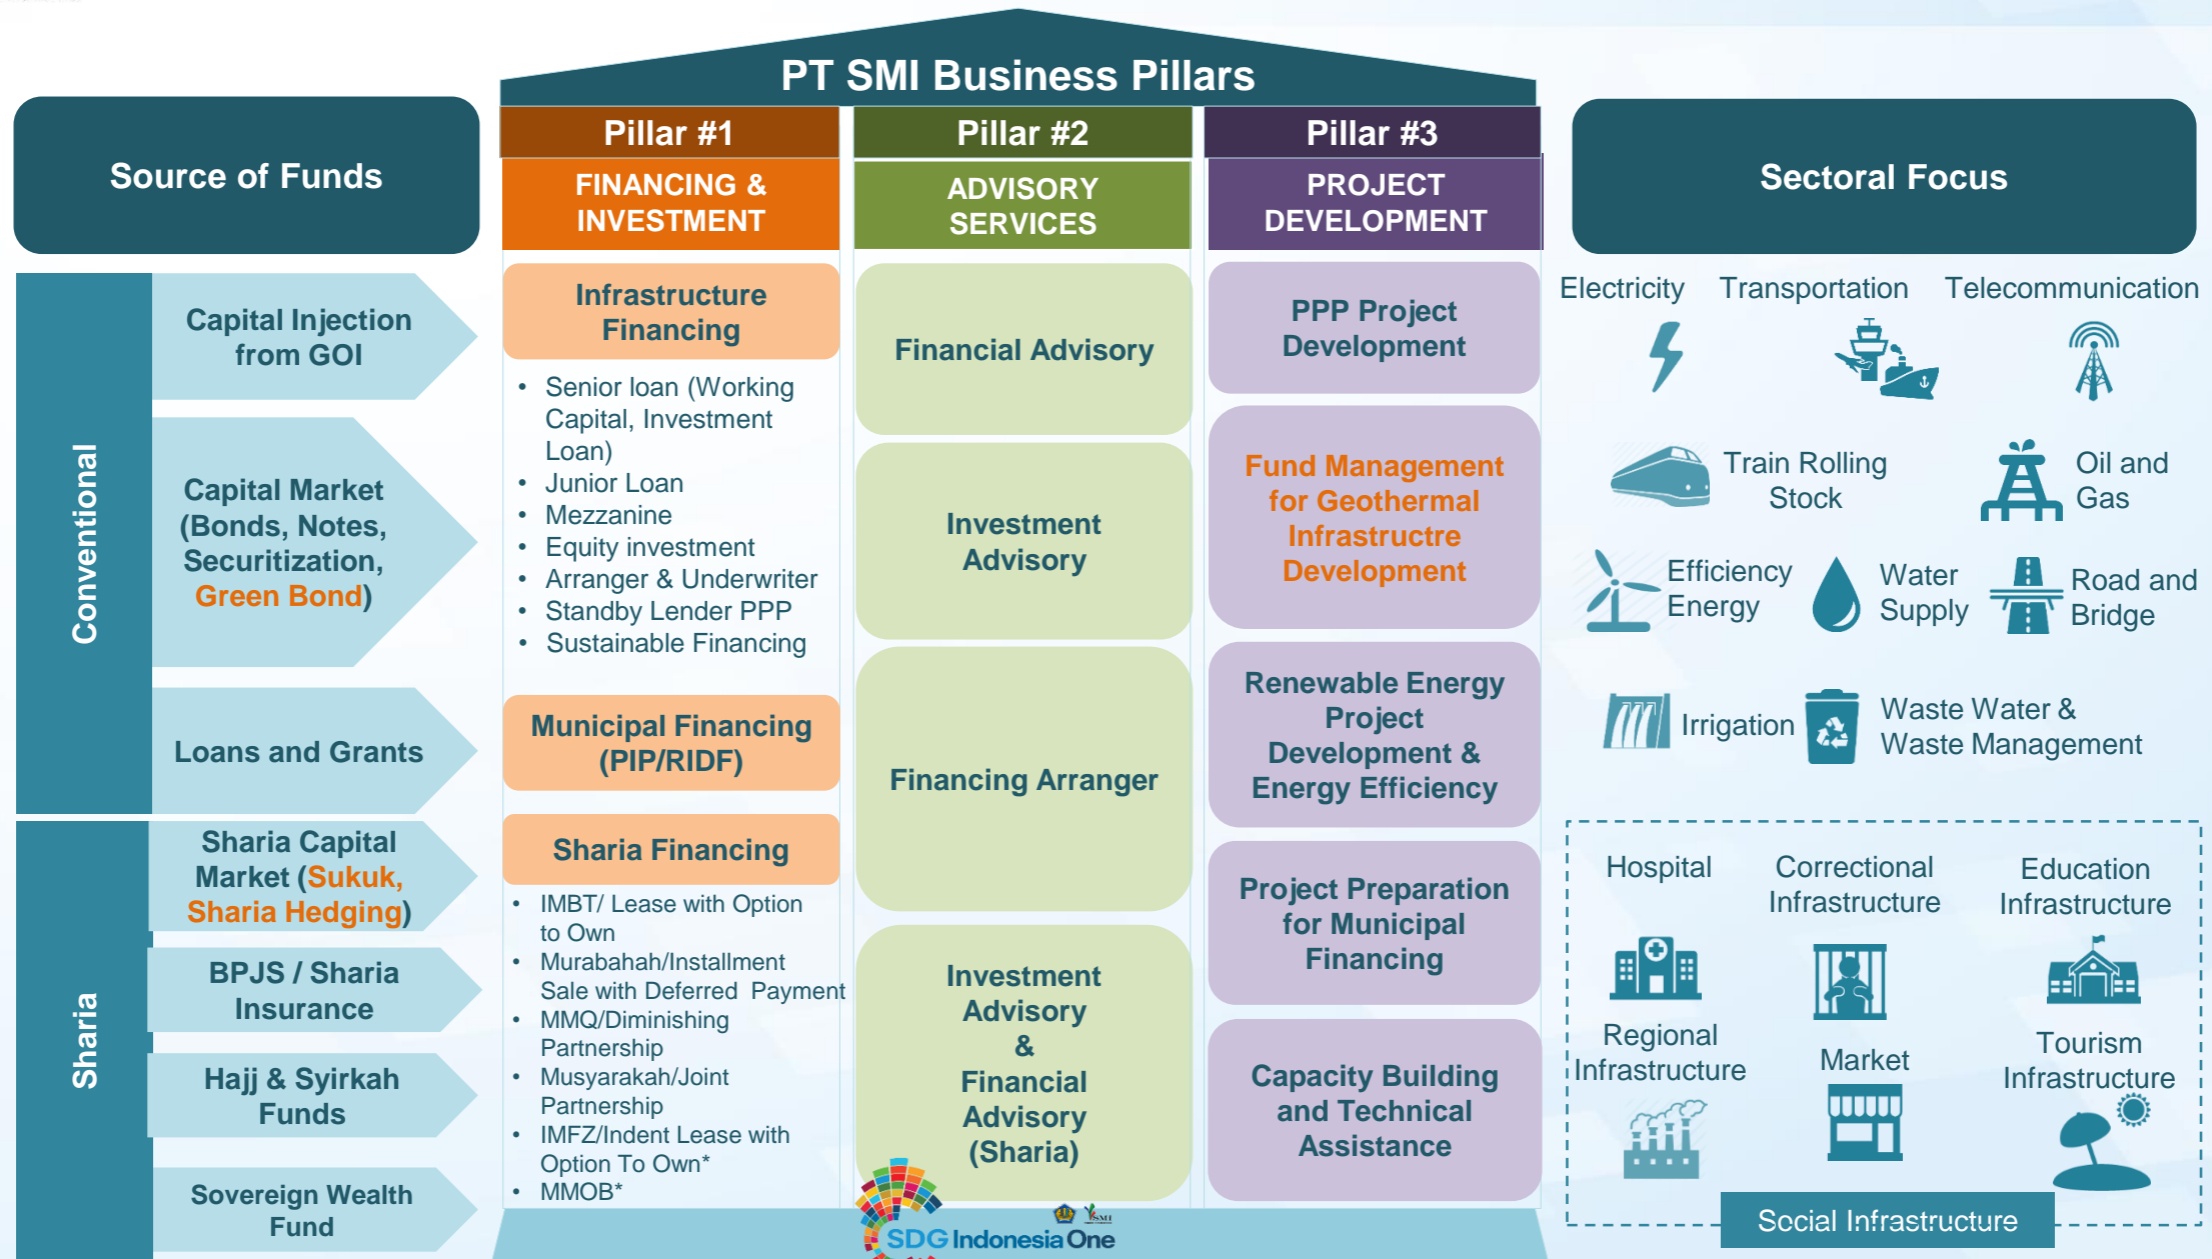 PT SMI Business Pillars
Source of Funds
Conventional
Capital Injection
from GOI
Capital Market
(Bonds, Notes,
Securitization,
Green Bond)
Loans and Grants
Sharia
Sharia Capital
Market (Sukuk,
Sharia Hedging)
BPJS / Sharia
Insurance
Hajj & Syirkah
Funds
Sovereign Wealth
Fund
Pillar #1
FINANCING &
INVESTMENT
Infrastructure
Financing
• Senior loan (Working
Capital, Investment
Loan)
• Junior Loan
• Mezzanine
• Equity investment
• Arranger & Underwriter
• Standby Lender PPP
• Sustainable Financing
Municipal Financing
(PIP/RIDF)
Sharia Financing
• IMBT/ Lease with Option
to Own
• Murabahah/Installment
Sale with Deferred Payment
• MMQ/Diminishing
Partnership
• Musyarakah/Joint
Partnership
• IMFZ/Indent Lease with
Option To Own*
• MMOB*
Pillar #2
ADVISORY
SERVICES
Financial Advisory
Investment
Advisory
Financing Arranger
Investment
Advisory
&
Financial
Advisory
(Sharia)
Pillar #3
PROJECT
DEVELOPMENT
PPP Project
Development
Fund Management
for Geothermal
Infrastructre
Development
Renewable Energy
Project
Development &
Energy Efficiency
Project Preparation
for Municipal
Financing
Capacity Building
and Technical
Assistance
SMI
SDG Indonesia One
Sectoral Focus
Electricity
Transportation
Telecommunication
Train Rolling
Stock
Oil and
Gas
Efficiency
Energy
Water
Supply
Road and
Bridge
Irrigation
Waste Water &
Waste Management
Hospital
Correctional
Infrastructure
Education
Infrastructure
Regional
Infrastructure
Market
Tourism
Infrastructure
Social Infrastructure